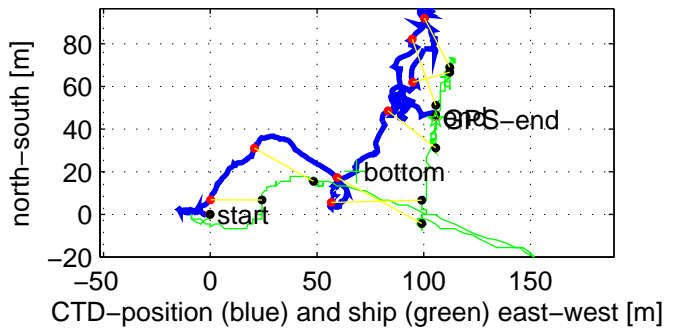 80
60
40
20
0
−20
north−south [m]
end
GPS−end
bottom
start
−50
0
50
100
150
CTD−position (blue) and ship (green) east−west [m]